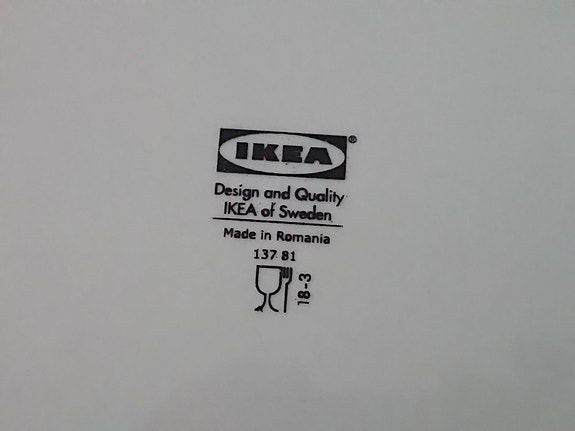 IKEA®
Design and Quality
IKEA of Sweden
Made in Romania
137 81
18-3